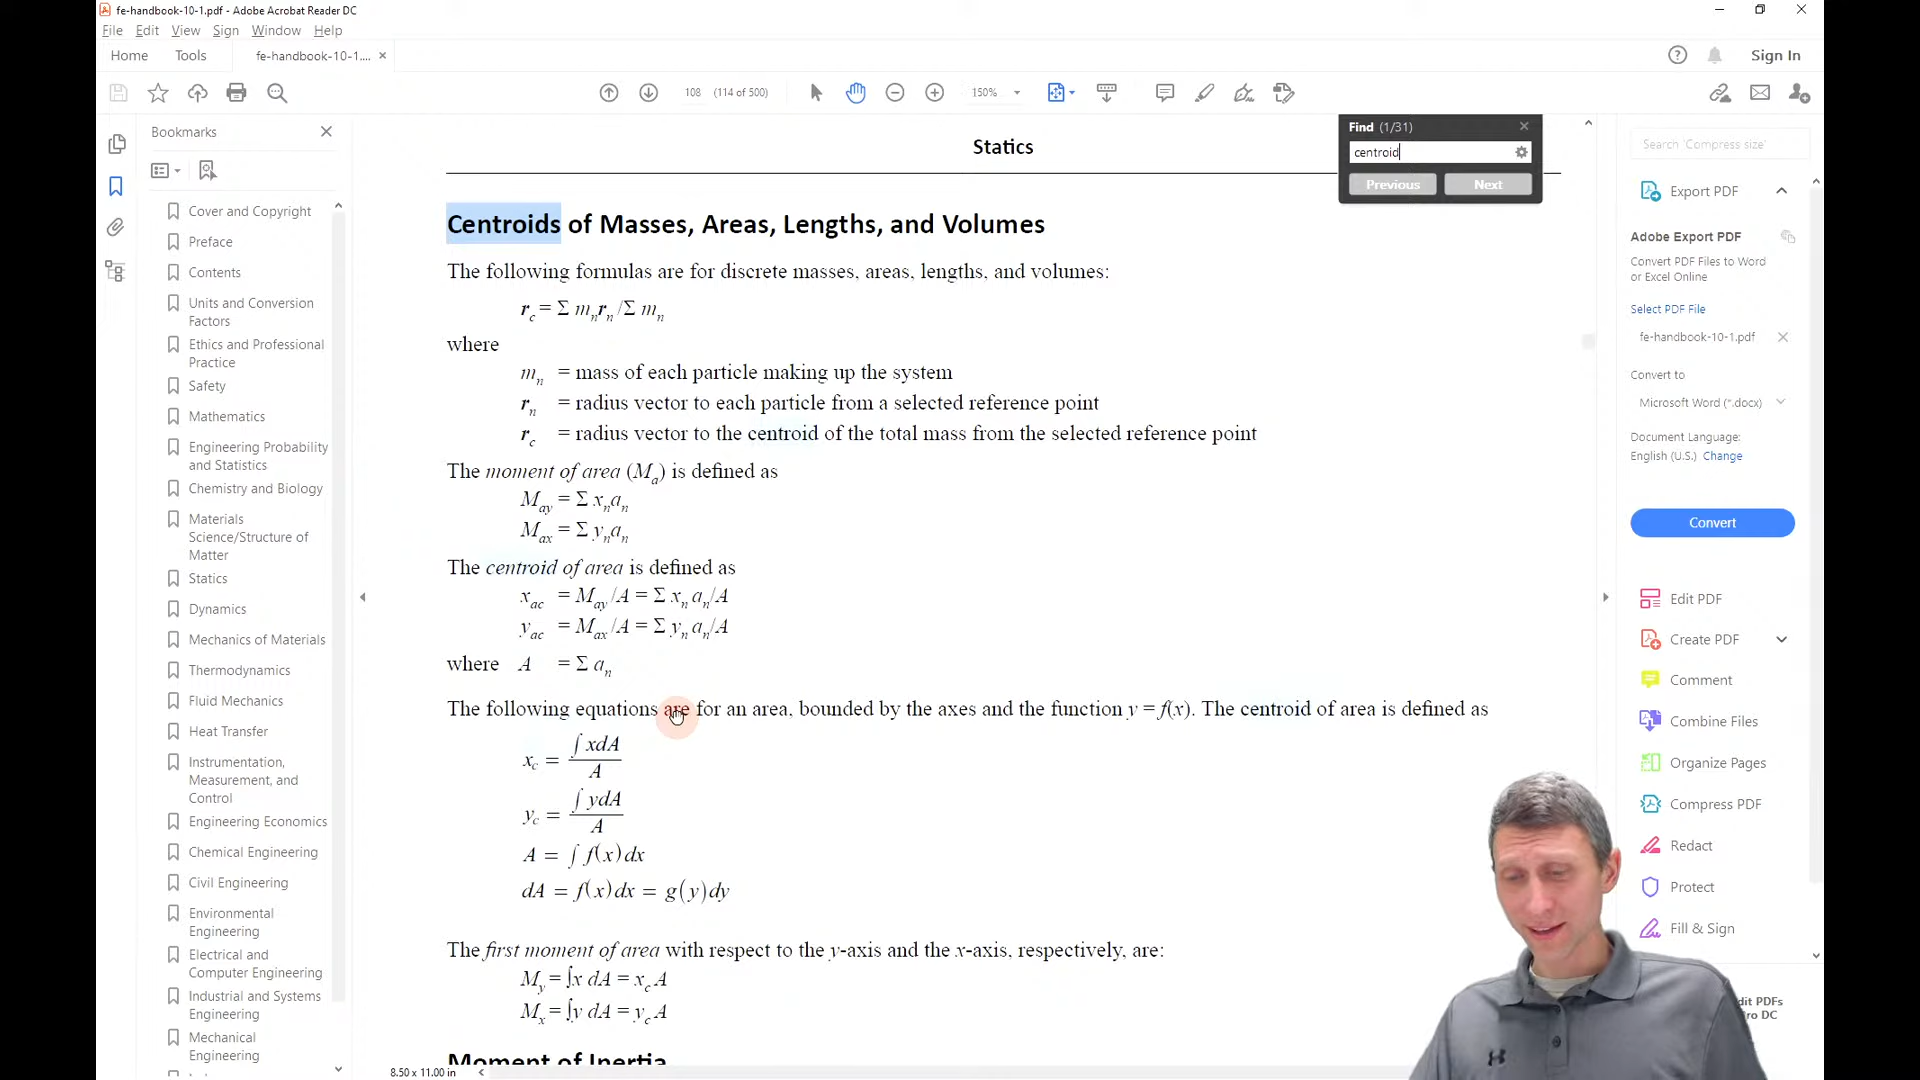 fe-handbook-10-1.pdf - Adobe Acrobat Reader DC
File Edit View Sign Window Help
Home Tools fe-handbook-10-1.... × Sign In
108 (114 of 500) 150%
Bookmarks ×
Cover and Copyright
Preface
Contents
Units and Conversion
Factors
Ethics and Professional
Practice
Safety
Mathematics
Engineering Probability
and Statistics
Chemistry and Biology
Materials
Science/Structure of
Matter
Statics
Dynamics
Mechanics of Materials
Thermodynamics
Fluid Mechanics
Heat Transfer
Instrumentation,
Measurement, and
Control
Engineering Economics
Chemical Engineering
Civil Engineering
Environmental
Engineering
Electrical and
Computer Engineering
Industrial and Systems
Engineering
Mechanical
Engineering
Statics
Centroids of Masses, Areas, Lengths, and Volumes
The following formulas are for discrete masses, areas, lengths, and volumes:
r_c = Σ m_n r_n /Σ m_n
where
m_n = mass of each particle making up the system
r_n = radius vector to each particle from a selected reference point
r_c = radius vector to the centroid of the total mass from the selected reference point
The moment of area (M_a) is defined as
M_ay = Σ x_n a_n
M_ax = Σ y_n a_n
The centroid of area is defined as
x_ac = M_ay/A = Σ x_n a_n/A
y_ac = M_ax/A = Σ y_n a_n/A
where A = Σ a_n
The following equations are for an area, bounded by the axes and the function y = f(x). The centroid of area is defined as
x_c = ∫ xdA / A
y_c = ∫ ydA / A
A = ∫ f(x) dx
dA = f(x) dx = g(y) dy
The first moment of area with respect to the y-axis and the x-axis, respectively, are:
M_y = ∫x dA = x_c A
M_x = ∫y dA = y_c A
Moment of Inertia
8.50 x 11.00 in
Find (1/31) ×
centroid
Previous Next
Search 'Compress size'
Export PDF
Adobe Export PDF
Convert PDF Files to Word
or Excel Online
Select PDF File
fe-handbook-10-1.pdf ×
Convert to
Microsoft Word (*.docx)
Document Language:
English (U.S.) Change
Convert
Edit PDF
Create PDF
Comment
Combine Files
Organize Pages
Compress PDF
Redact
Protect
Fill & Sign
dit PDFs
ro DC